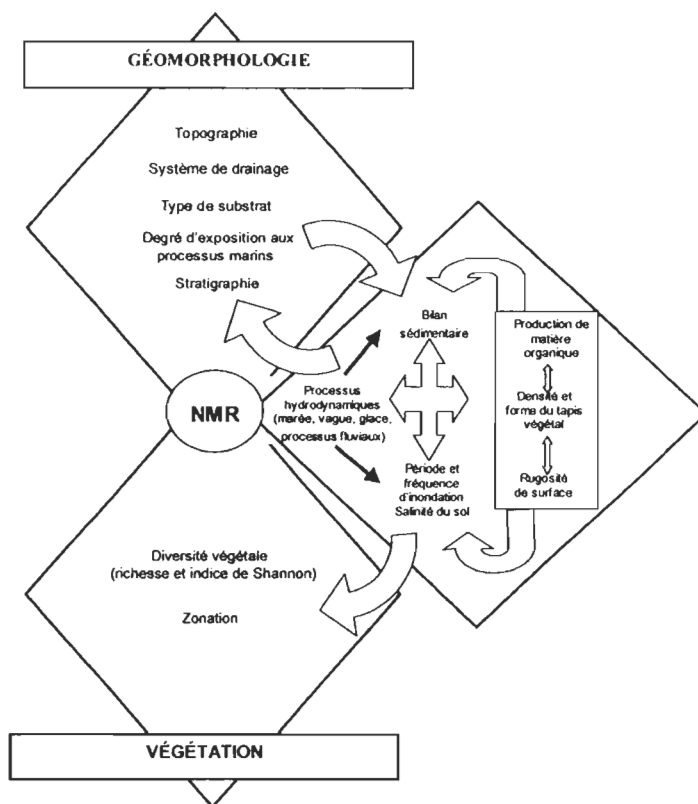 GÉOMORPHOLOGIE
Topographie
Système de drainage
Type de substrat
Degré d'exposition aux
processus marins
Stratigraphie
Bilan
sédimentaire
Production de
matière
organique
Densité et
forme du tapis
végétal
Rugosité
de surface
NMR
Processus
hydrodynamiques
(marée, vague, glace,
processus fluviaux)
Période et
fréquence
d'inondation
Salinité du sol
Diversité végétale
(richesse et indice de Shannon)
Zonation
VÉGÉTATION